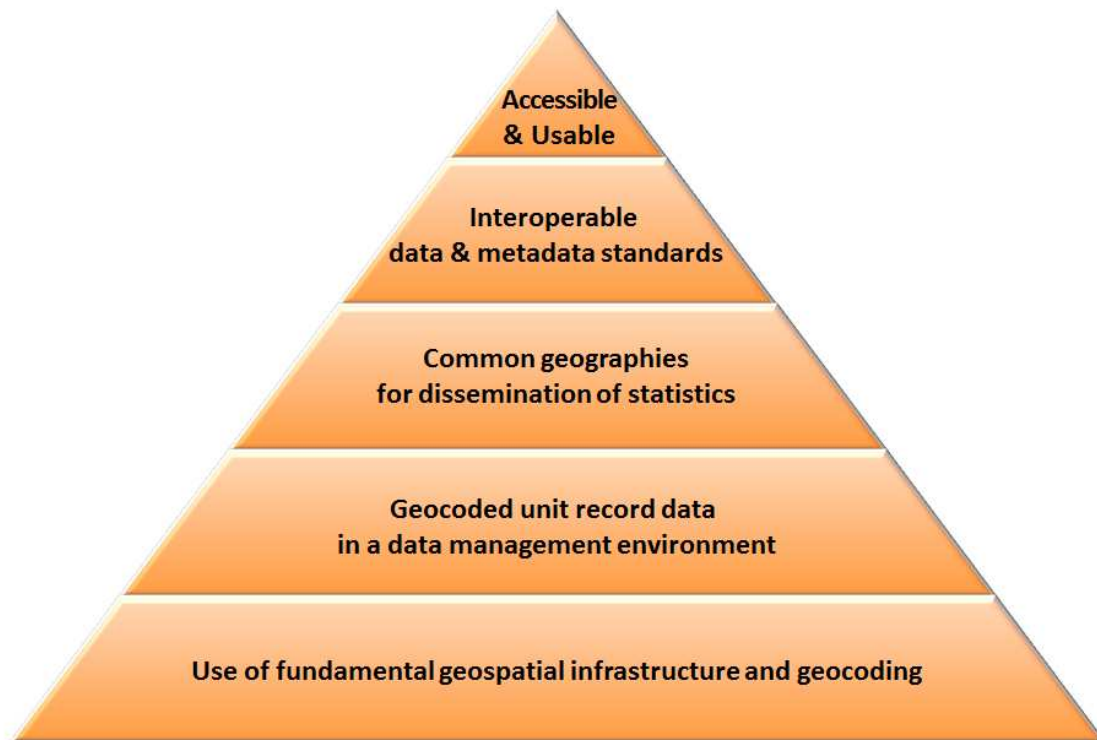 Accessible
& Usable
Interoperable
data & metadata standards
Common geographies
for dissemination of statistics
Geocoded unit record data
in a data management environment
Use of fundamental geospatial infrastructure and geocoding